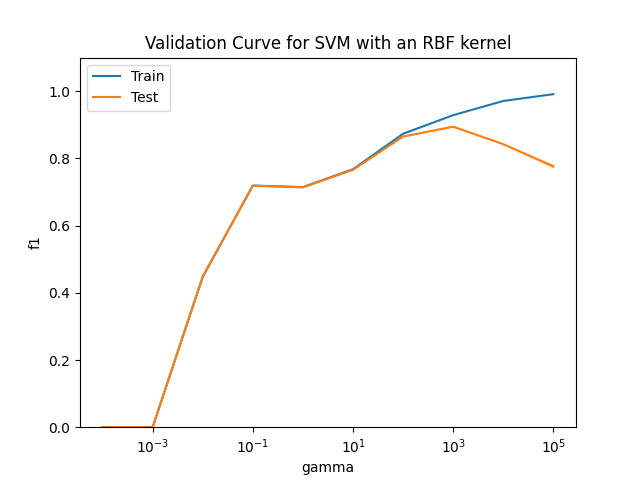 Validation Curve for SVM with an RBF kernel
Train
Test
f1
1.0
0.8
0.6
0.4
0.2
0.0
10⁻³
10⁻¹
10¹
10³
10⁵
gamma